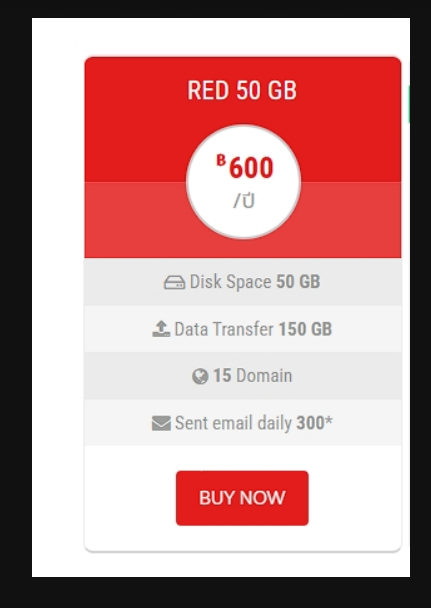 RED 50 GB
฿600
/ปี
Disk Space 50 GB
Data Transfer 150 GB
15 Domain
Sent email daily 300*
BUY NOW